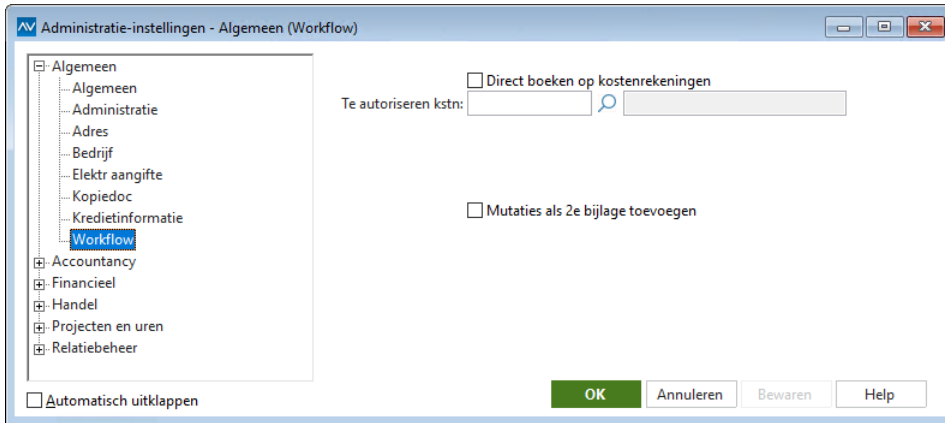 AV Administratie-instellingen - Algemeen (Workflow)
Algemeen
Algemeen
Administratie
Adres
Bedrijf
Elektr aangifte
Kopiedoc
Kredietinformatie
Workflow
Accountancy
Financieel
Handel
Projecten en uren
Relatiebeheer
Automatisch uitklappen
Direct boeken op kostenrekeningen
Te autoriseren kstn:
Mutaties als 2e bijlage toevoegen
OK Annuleren Bewaren Help